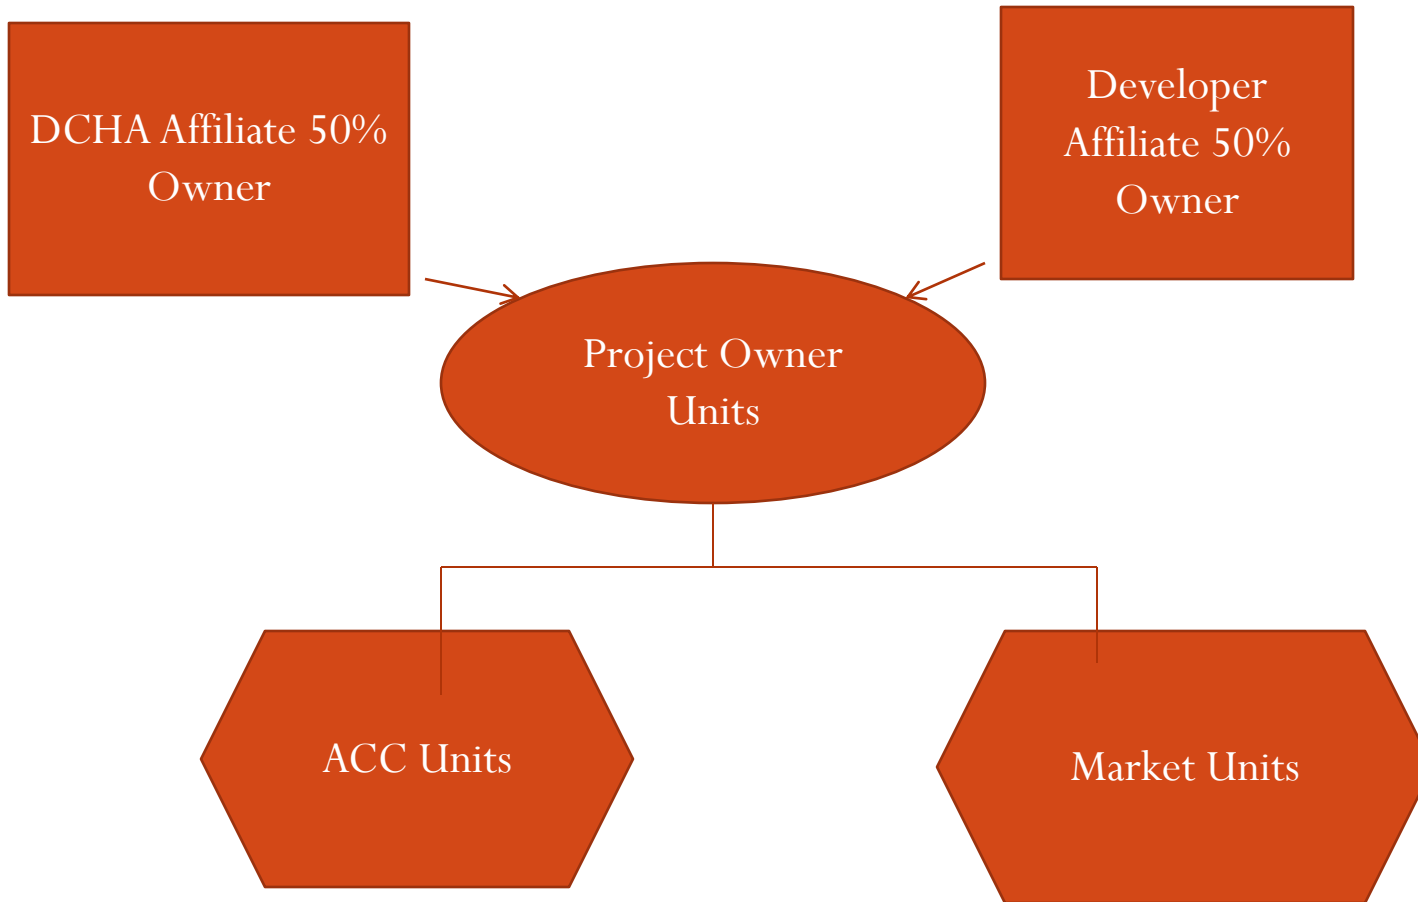 DCHA Affiliate 50%
Owner
Developer
Affiliate 50%
Owner
Project Owner
Units
ACC Units
Market Units